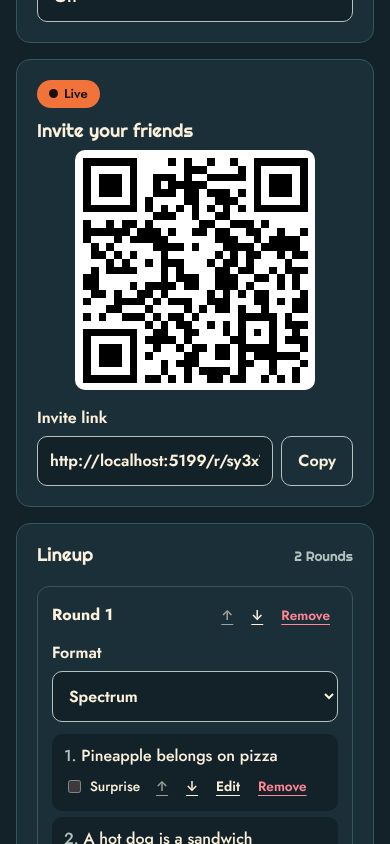 Live
Invite your friends
Invite link
http://localhost:5199/r/sy3x
Copy
Lineup
2 Rounds
Round 1
↑ ↓ Remove
Format
Spectrum
1. Pineapple belongs on pizza
Surprise ↑ ↓ Edit Remove
2. A hot dog is a sandwich